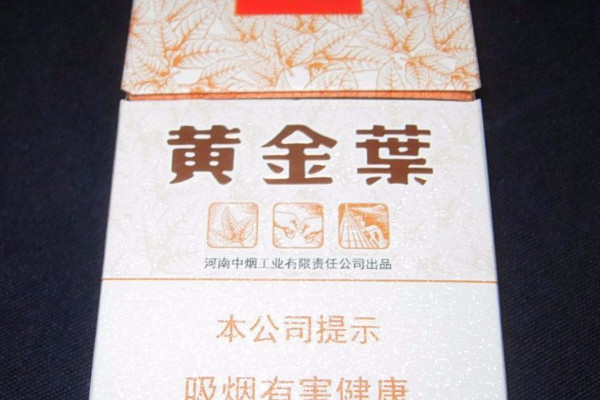 黄金葉
河南中烟工业有限责任公司出品
本公司提示
吸烟有害健康